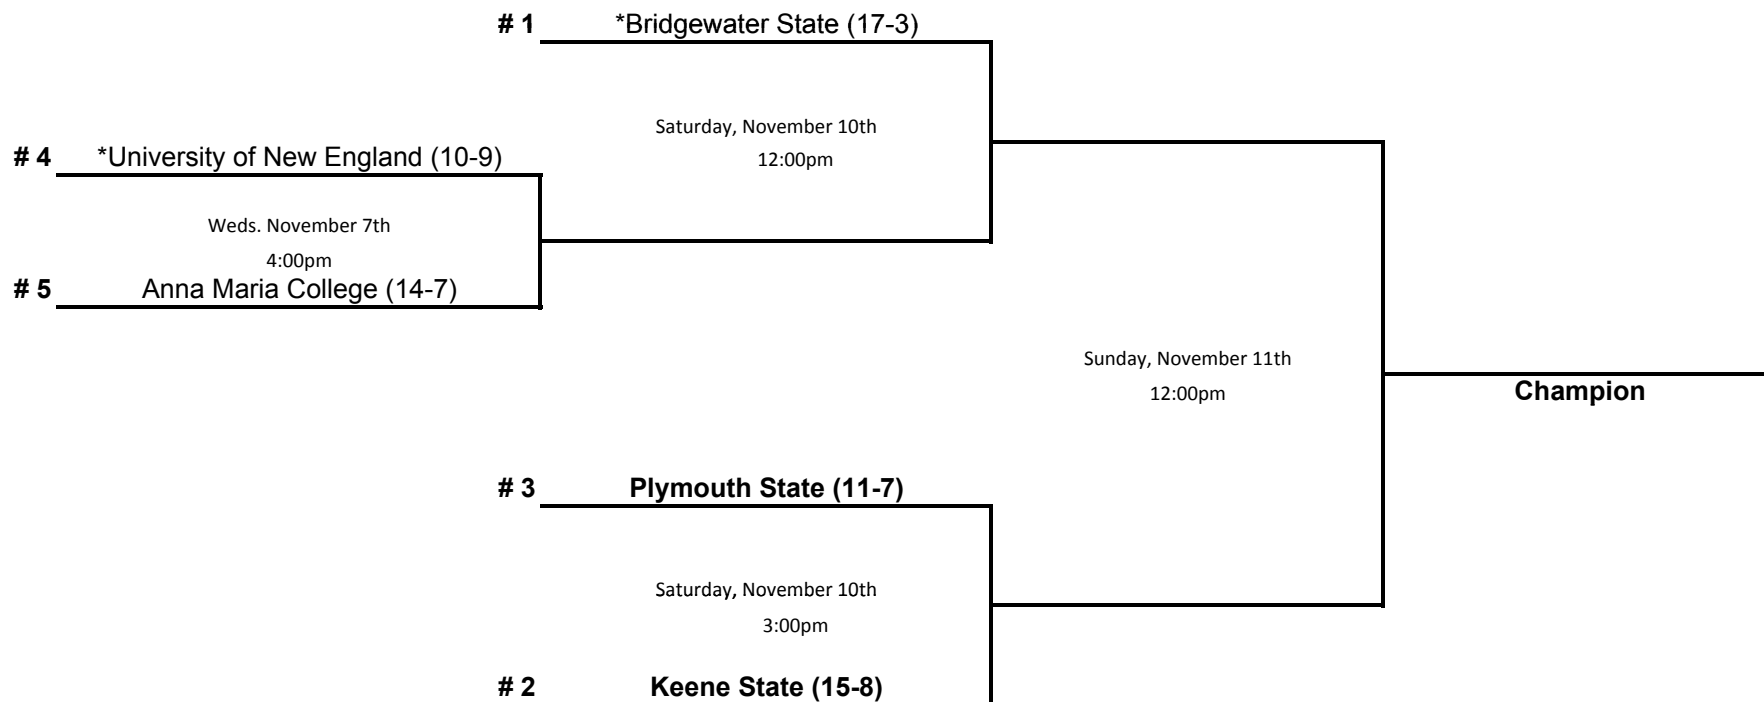 # 1 *Bridgewater State (17-3)
Saturday, November 10th
12:00pm
# 4 *University of New England (10-9)
Weds. November 7th
4:00pm
# 5 Anna Maria College (14-7)
Sunday, November 11th
12:00pm
Champion
# 3 Plymouth State (11-7)
Saturday, November 10th
3:00pm
# 2 Keene State (15-8)